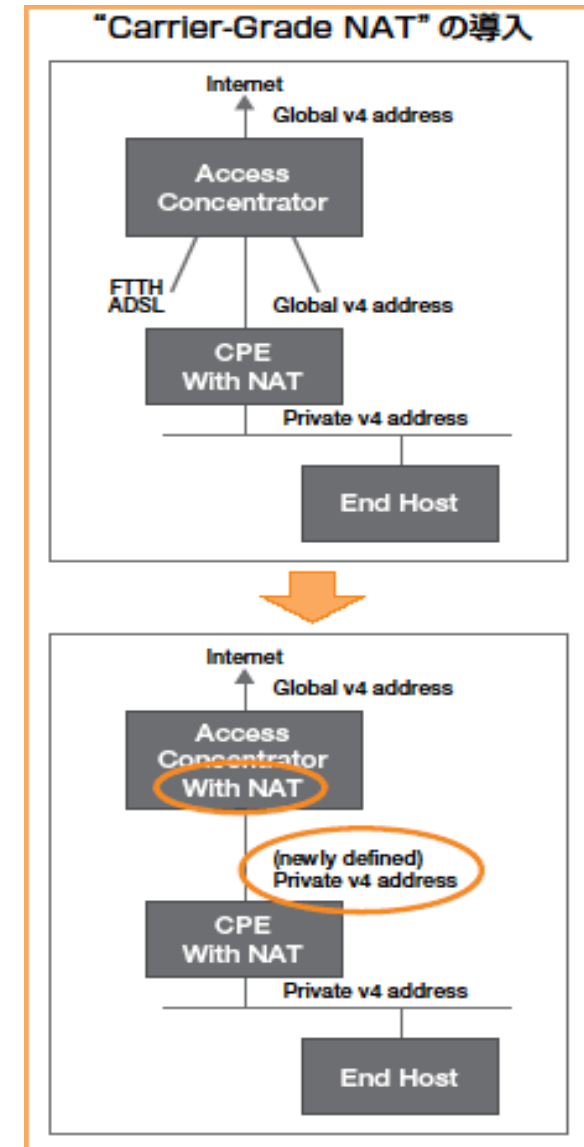 “Carrier-Grade NAT” の導入
Internet
Global v4 address
Access
Concentrator
FTTH
ADSL
Global v4 address
CPE
With NAT
Private v4 address
End Host
Internet
Global v4 address
Access
Concentrator
With NAT
(newly defined)
Private v4 address
CPE
With NAT
Private v4 address
End Host